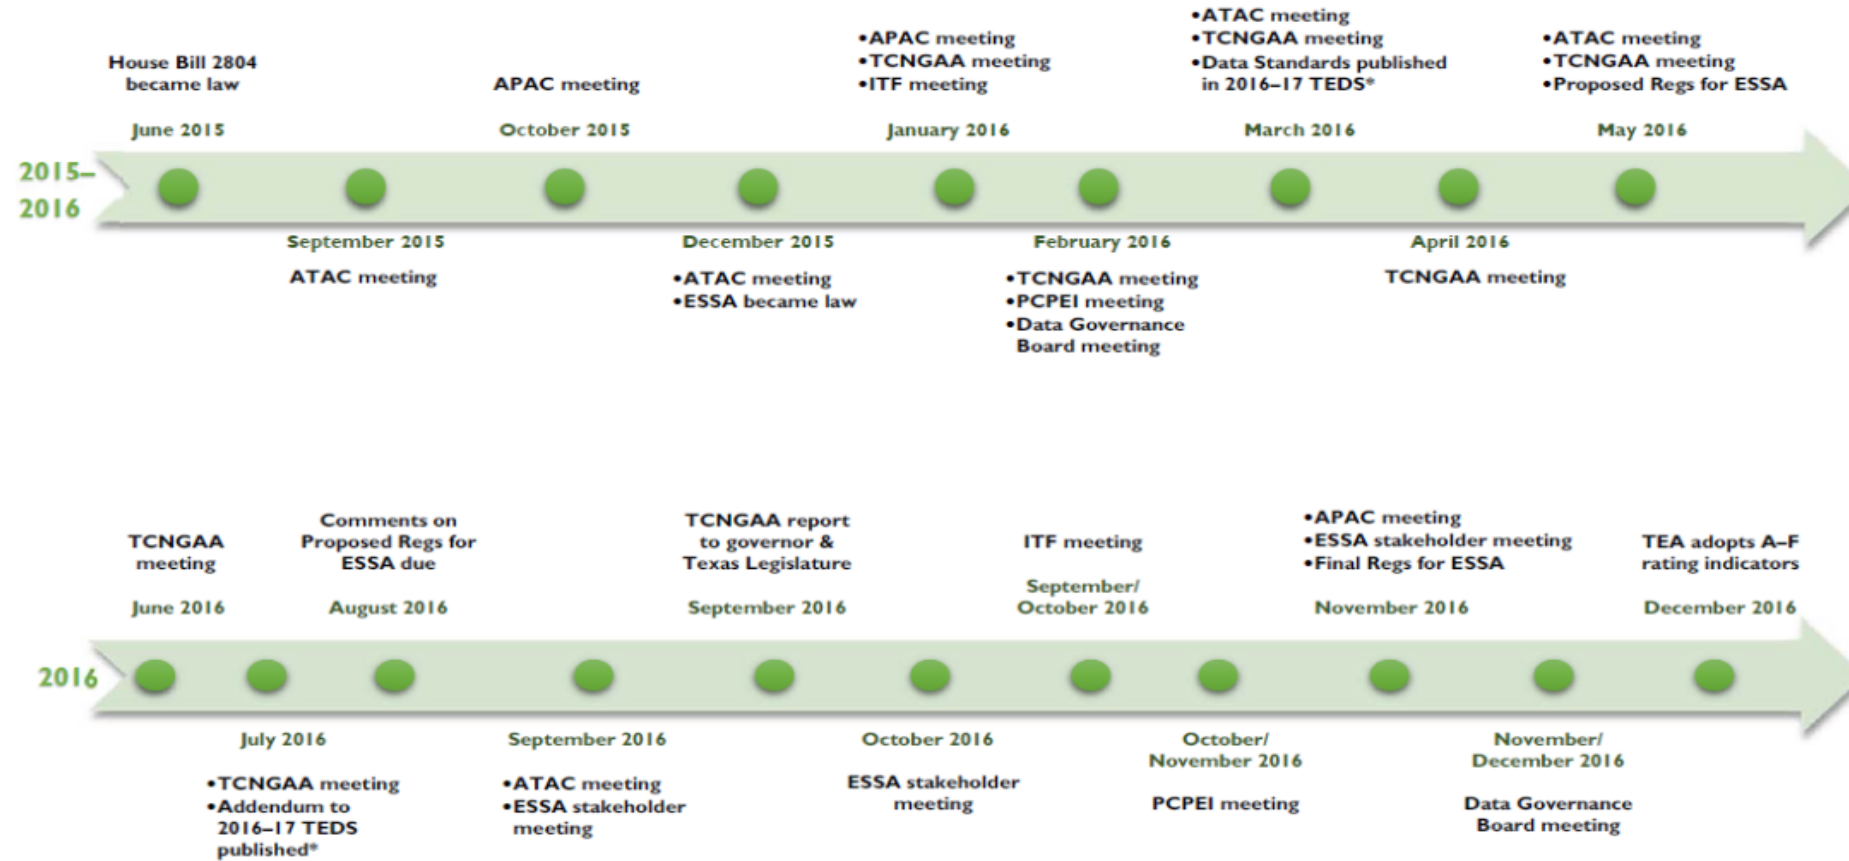 House Bill 2804
became law
June 2015
APAC meeting
October 2015
•APAC meeting
•TCNGAA meeting
•ITF meeting
January 2016
•ATAC meeting
•TCNGAA meeting
•Data Standards published
in 2016–17 TEDS*
March 2016
•ATAC meeting
•TCNGAA meeting
•Proposed Regs for ESSA
May 2016
2015–
2016
September 2015
ATAC meeting
December 2015
•ATAC meeting
•ESSA became law
February 2016
•TCNGAA meeting
•PCPEI meeting
•Data Governance
Board meeting
April 2016
TCNGAA meeting
TCNGAA
meeting
June 2016
Comments on
Proposed Regs for
ESSA due
August 2016
TCNGAA report
to governor &
Texas Legislature
September 2016
ITF meeting
September/
October 2016
•APAC meeting
•ESSA stakeholder meeting
•Final Regs for ESSA
November 2016
TEA adopts A–F
rating indicators
December 2016
2016
July 2016
•TCNGAA meeting
•Addendum to
2016–17 TEDS
published*
September 2016
•ATAC meeting
•ESSA stakeholder
meeting
October 2016
ESSA stakeholder
meeting
October/
November 2016
PCPEI meeting
November/
December 2016
Data Governance
Board meeting